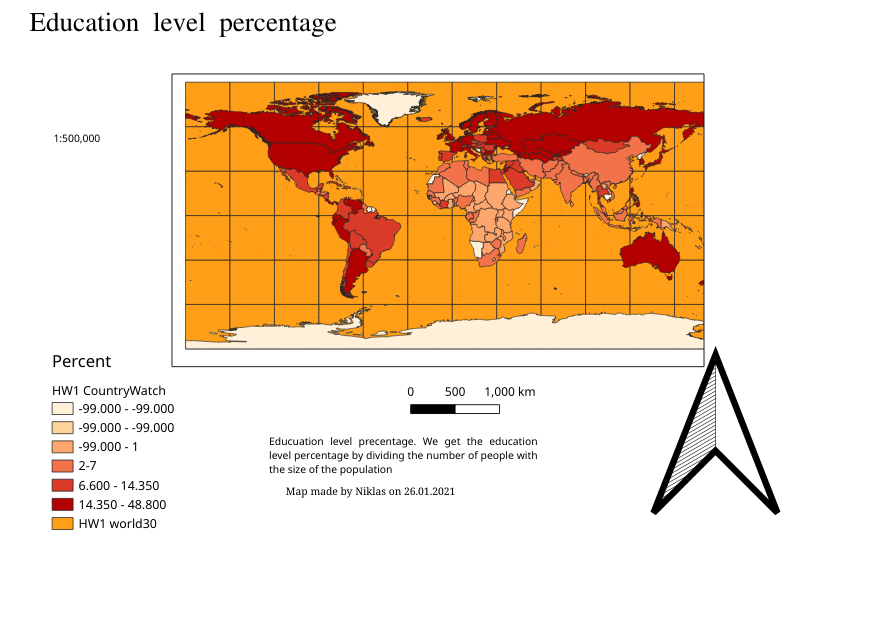 Education level percentage
1:500,000
Percent
HW1 CountryWatch
-99.000 - -99.000
-99.000 - -99.000
-99.000 - 1
2-7
6.600 - 14.350
14.350 - 48.800
HW1 world30
0 500 1,000 km
Educuation level precentage. We get the education
level percentage by dividing the number of people with
the size of the population
Map made by Niklas on 26.01.2021